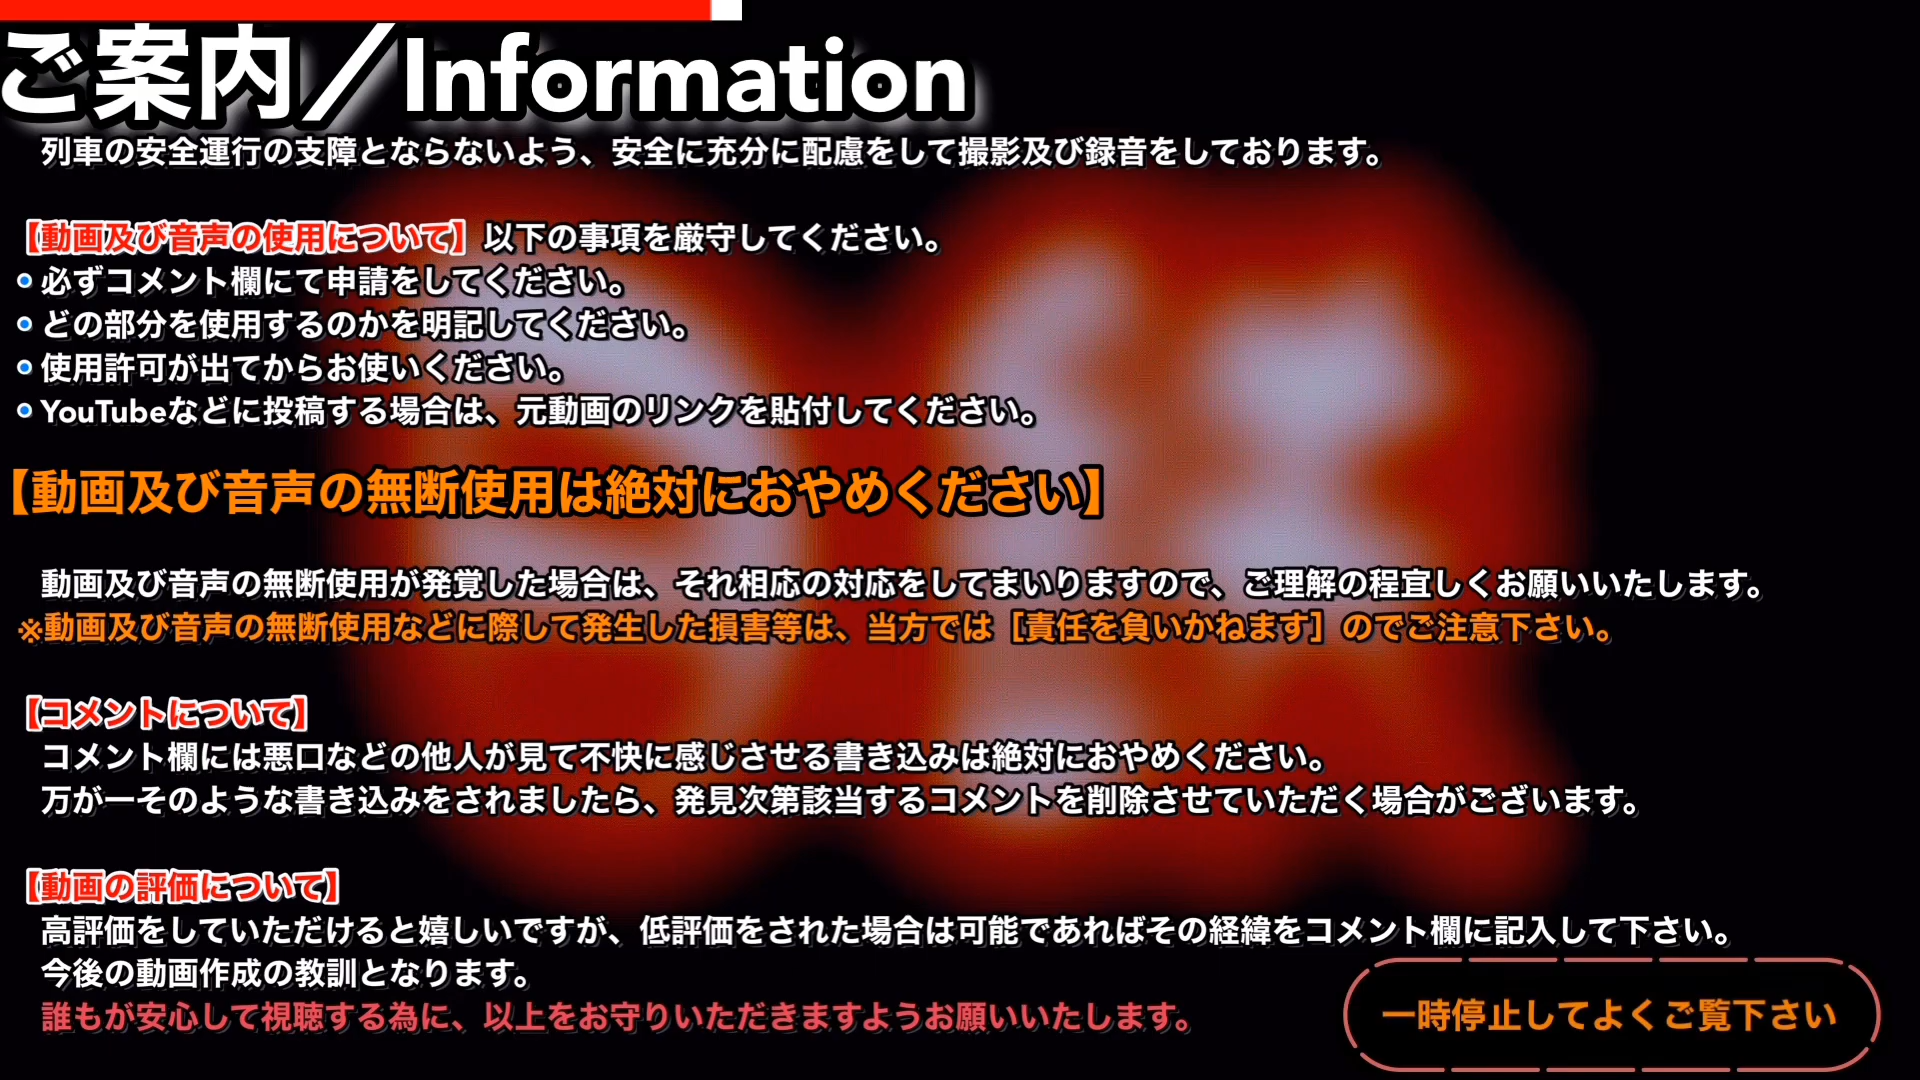 ご案内／Information
列車の安全運行の支障とならないよう、安全に充分に配慮をして撮影及び録音をしております。
【動画及び音声の使用について】以下の事項を厳守してください。
必ずコメント欄にて申請をしてください。
どの部分を使用するのかを明記してください。
使用許可が出てからお使いください。
YouTubeなどに投稿する場合は、元動画のリンクを貼付してください。
【動画及び音声の無断使用は絶対におやめください】
動画及び音声の無断使用が発覚した場合は、それ相応の対応をしてまいりますので、ご理解の程宜しくお願いいたします。
※動画及び音声の無断使用などに際して発生した損害等は、当方では［責任を負いかねます］のでご注意下さい。
【コメントについて】
コメント欄には悪口などの他人が見て不快に感じさせる書き込みは絶対におやめください。
万が一そのような書き込みをされましたら、発見次第該当するコメントを削除させていただく場合がございます。
【動画の評価について】
高評価をしていただけると嬉しいですが、低評価をされた場合は可能であればその経緯をコメント欄に記入して下さい。
今後の動画作成の教訓となります。
誰もが安心して視聴する為に、以上をお守りいただきますようお願いいたします。
一時停止してよくご覧下さい